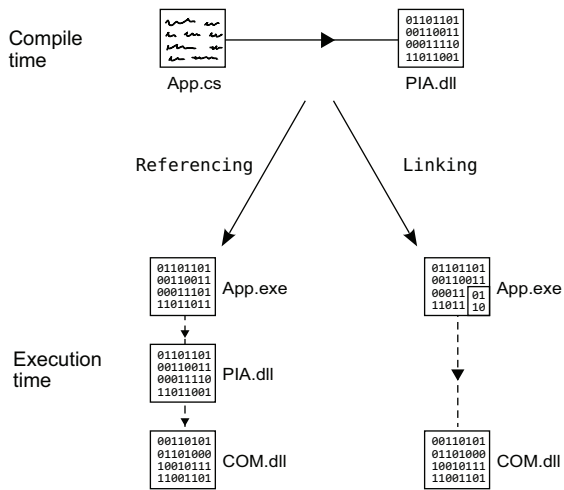 Compile
time
01101101
00110011
00011110
11011001
App.cs
PIA.dll
Referencing
Linking
01101101
00110011
00011101
11011011
App.exe
01101101
00110011
00011
11011
01
10
App.exe
Execution
time
01101101
00110011
00011110
11011001
PIA.dll
00110101
01101000
10010111
11001101
COM.dll
00110101
01101000
10010111
11001101
COM.dll